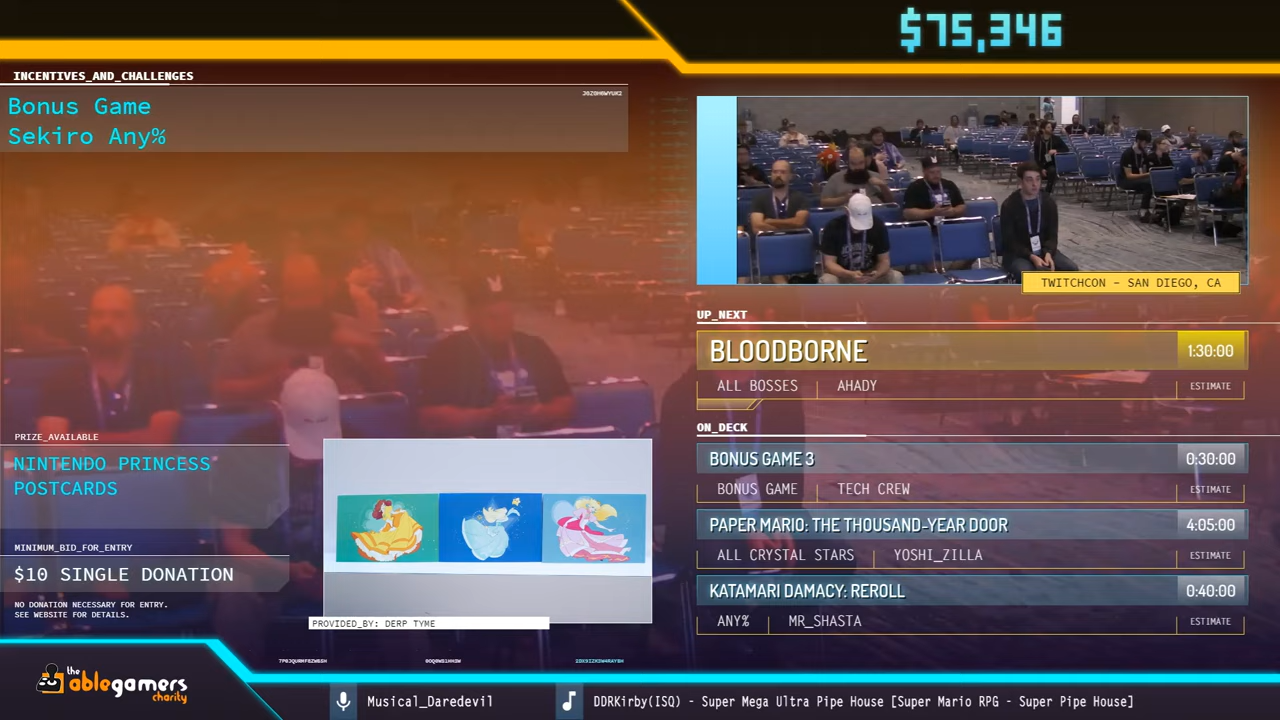 $75,346
INCENTIVES_AND_CHALLENGES
Bonus Game
Sekiro Any%
TWITCHCON - SAN DIEGO, CA
UP_NEXT
BLOODBORNE
1:30:00
ALL BOSSES
AHADY
ESTIMATE
ON_DECK
BONUS GAME 3
0:30:00
BONUS GAME
TECH CREW
ESTIMATE
PAPER MARIO: THE THOUSAND-YEAR DOOR
4:05:00
ALL CRYSTAL STARS
YOSHI_ZILLA
ESTIMATE
KATAMARI DAMACY: REROLL
0:40:00
ANY%
MR_SHASTA
ESTIMATE
PRIZE_AVAILABLE
NINTENDO PRINCESS
POSTCARDS
MINIMUM_BID_FOR_ENTRY
$10 SINGLE DONATION
NO DONATION NECESSARY FOR ENTRY.
SEE WEBSITE FOR DETAILS.
PROVIDED_BY: DERP TYME
the
ablegamers
charity
Musical_Daredevil
DDRKirby(ISQ) - Super Mega Ultra Pipe House [Super Mario RPG - Super Pipe House]